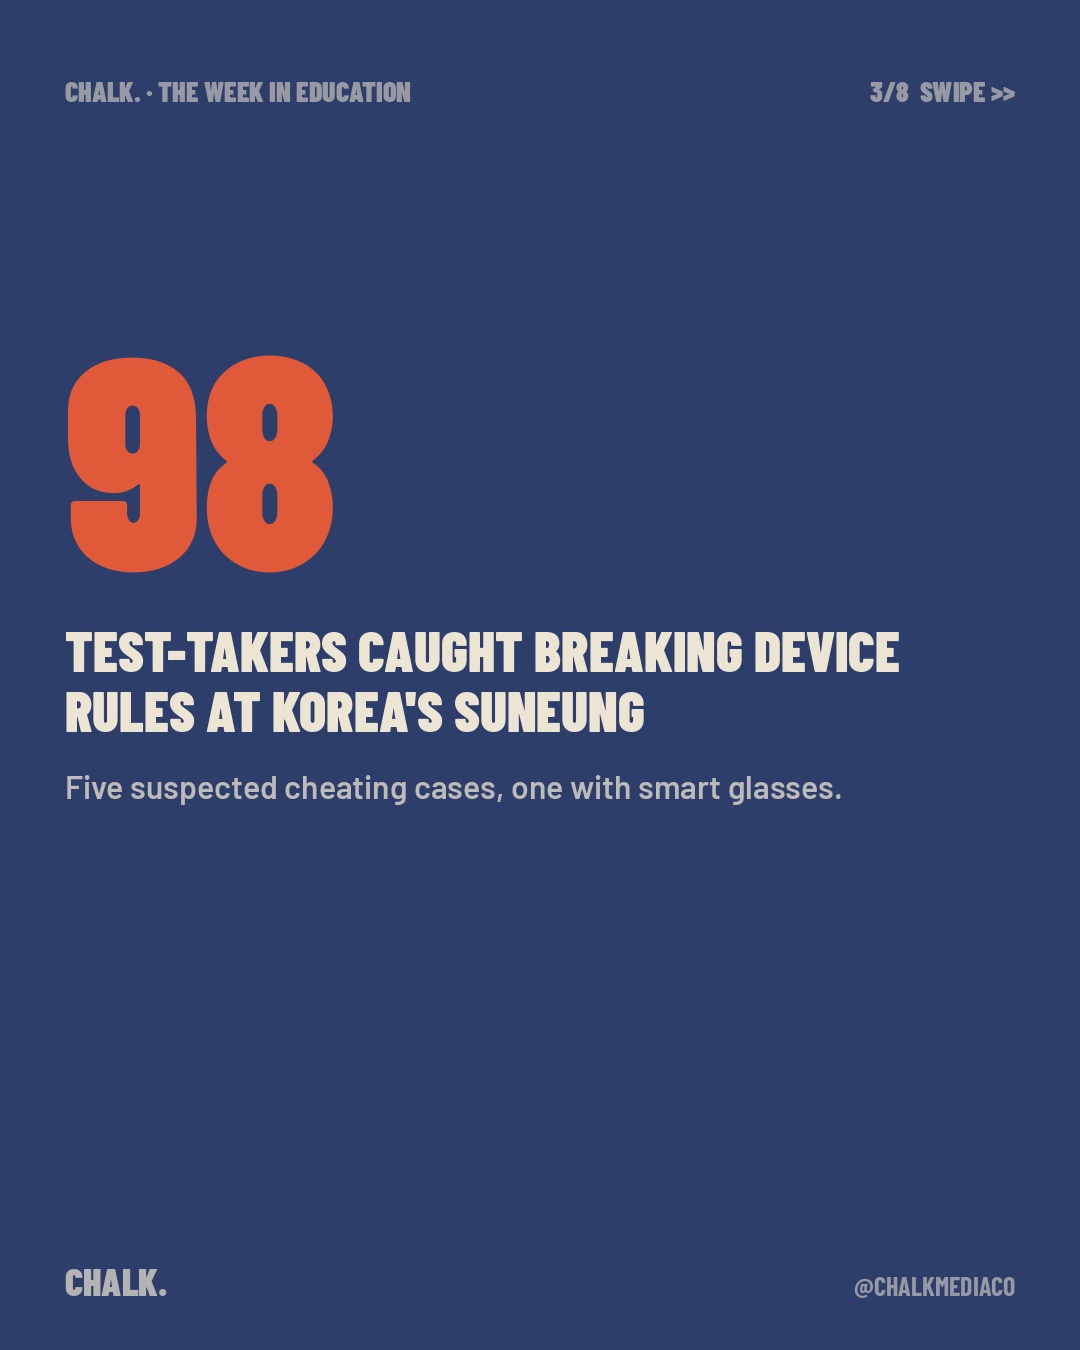 CHALK. · THE WEEK IN EDUCATION
3/8 SWIPE >>
98
TEST-TAKERS CAUGHT BREAKING DEVICE
RULES AT KOREA'S SUNEUNG
Five suspected cheating cases, one with smart glasses.
CHALK.
@CHALKMEDIACO